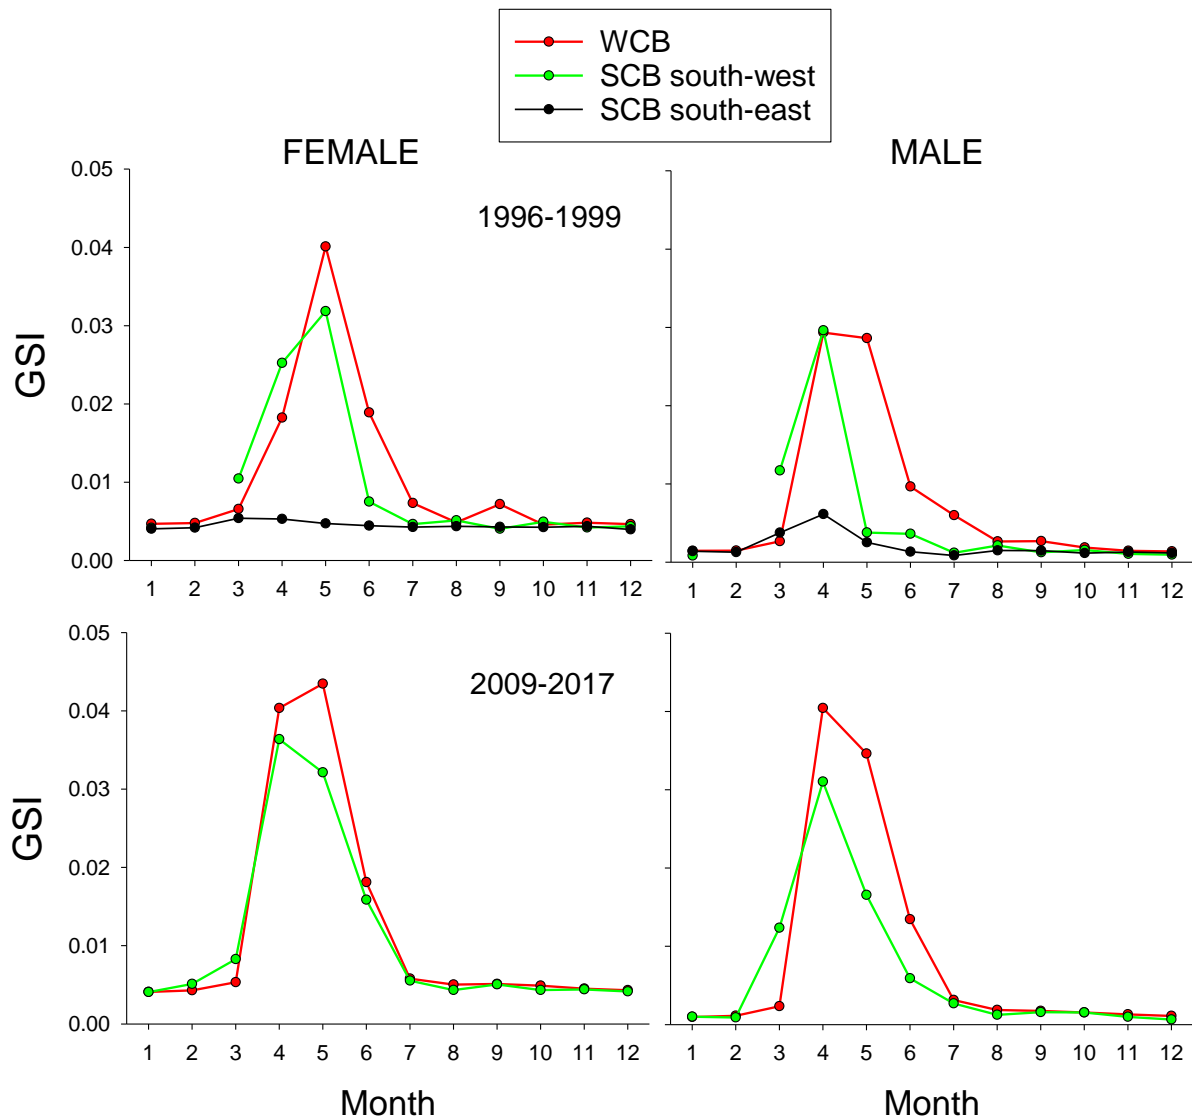 WCB
SCB south-west
SCB south-east
FEMALE
MALE
1996-1999
GSI
0.05
0.04
0.03
0.02
0.01
0.00
1 2 3 4 5 6 7 8 9 10 11 12
1 2 3 4 5 6 7 8 9 10 11 12
2009-2017
GSI
0.05
0.04
0.03
0.02
0.01
0.00
1 2 3 4 5 6 7 8 9 10 11 12
1 2 3 4 5 6 7 8 9 10 11 12
Month
Month